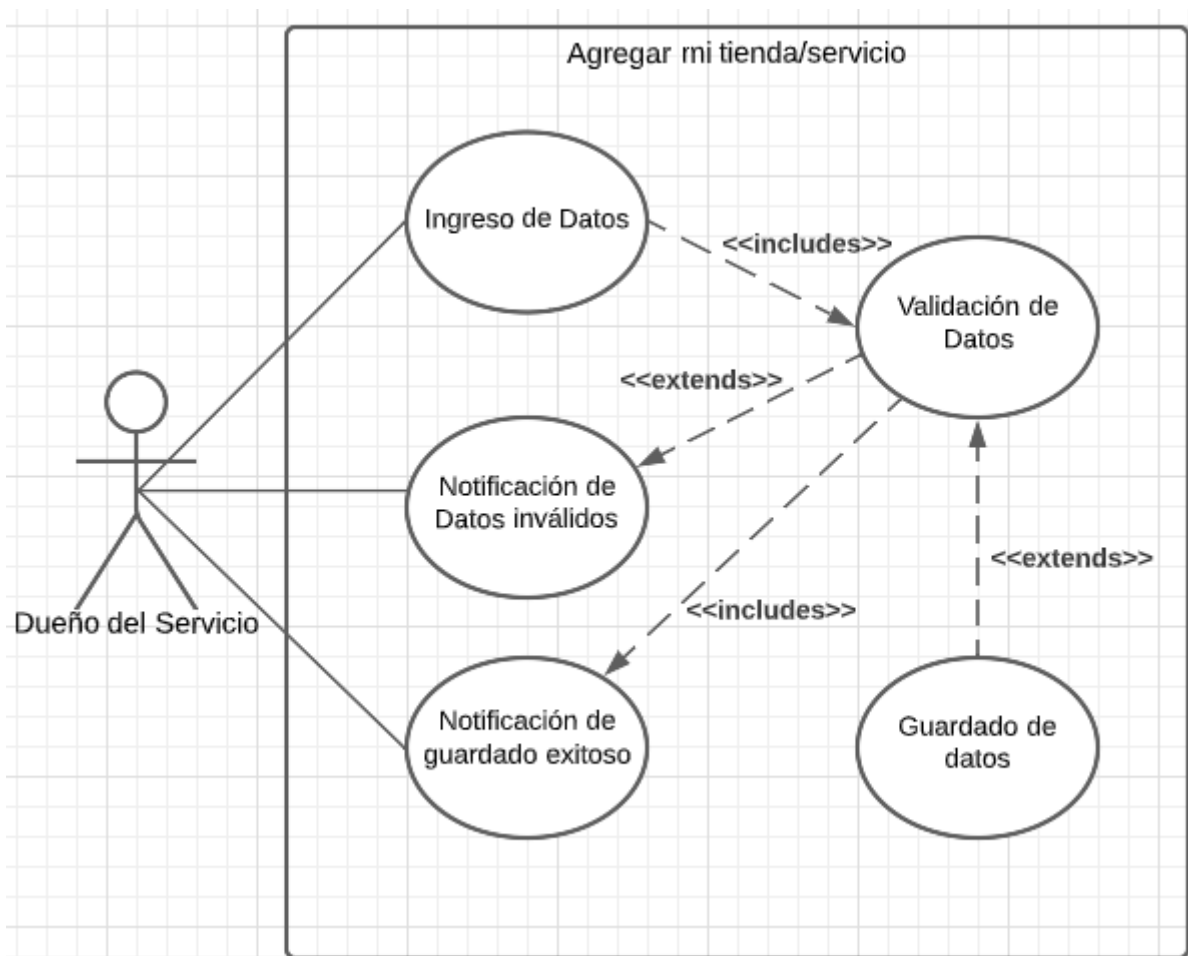 Agregar mi tienda/servicio
Ingreso de Datos
<<includes>>
Validación de
Datos
<<extends>>
Notificación de
Datos inválidos
<<extends>>
<<includes>>
Dueño del Servicio
Notificación de
guardado exitoso
Guardado de
datos